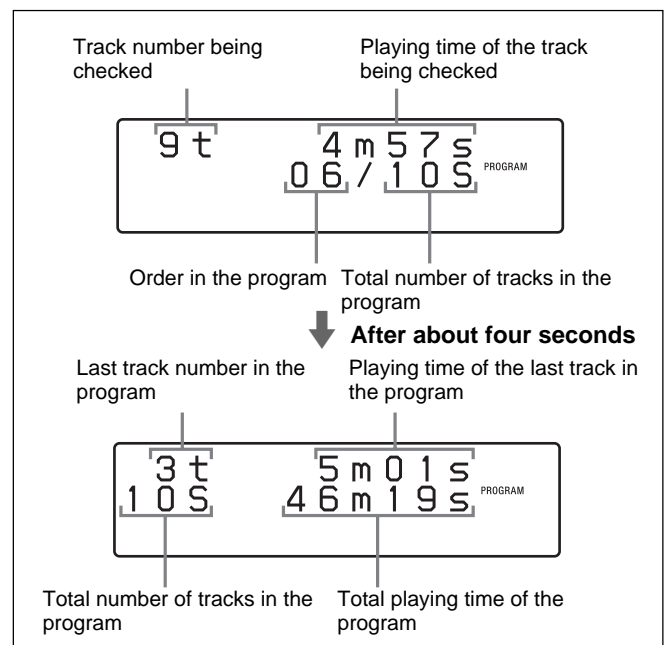 Track number being
checked
Playing time of the track
being checked
9t 4m57s
06/10S PROGRAM
Order in the program
Total number of tracks in the
program
After about four seconds
Last track number in the
program
Playing time of the last track in
the program
3t 5m01s
10S 46m19s PROGRAM
Total number of tracks in the
program
Total playing time of the
program